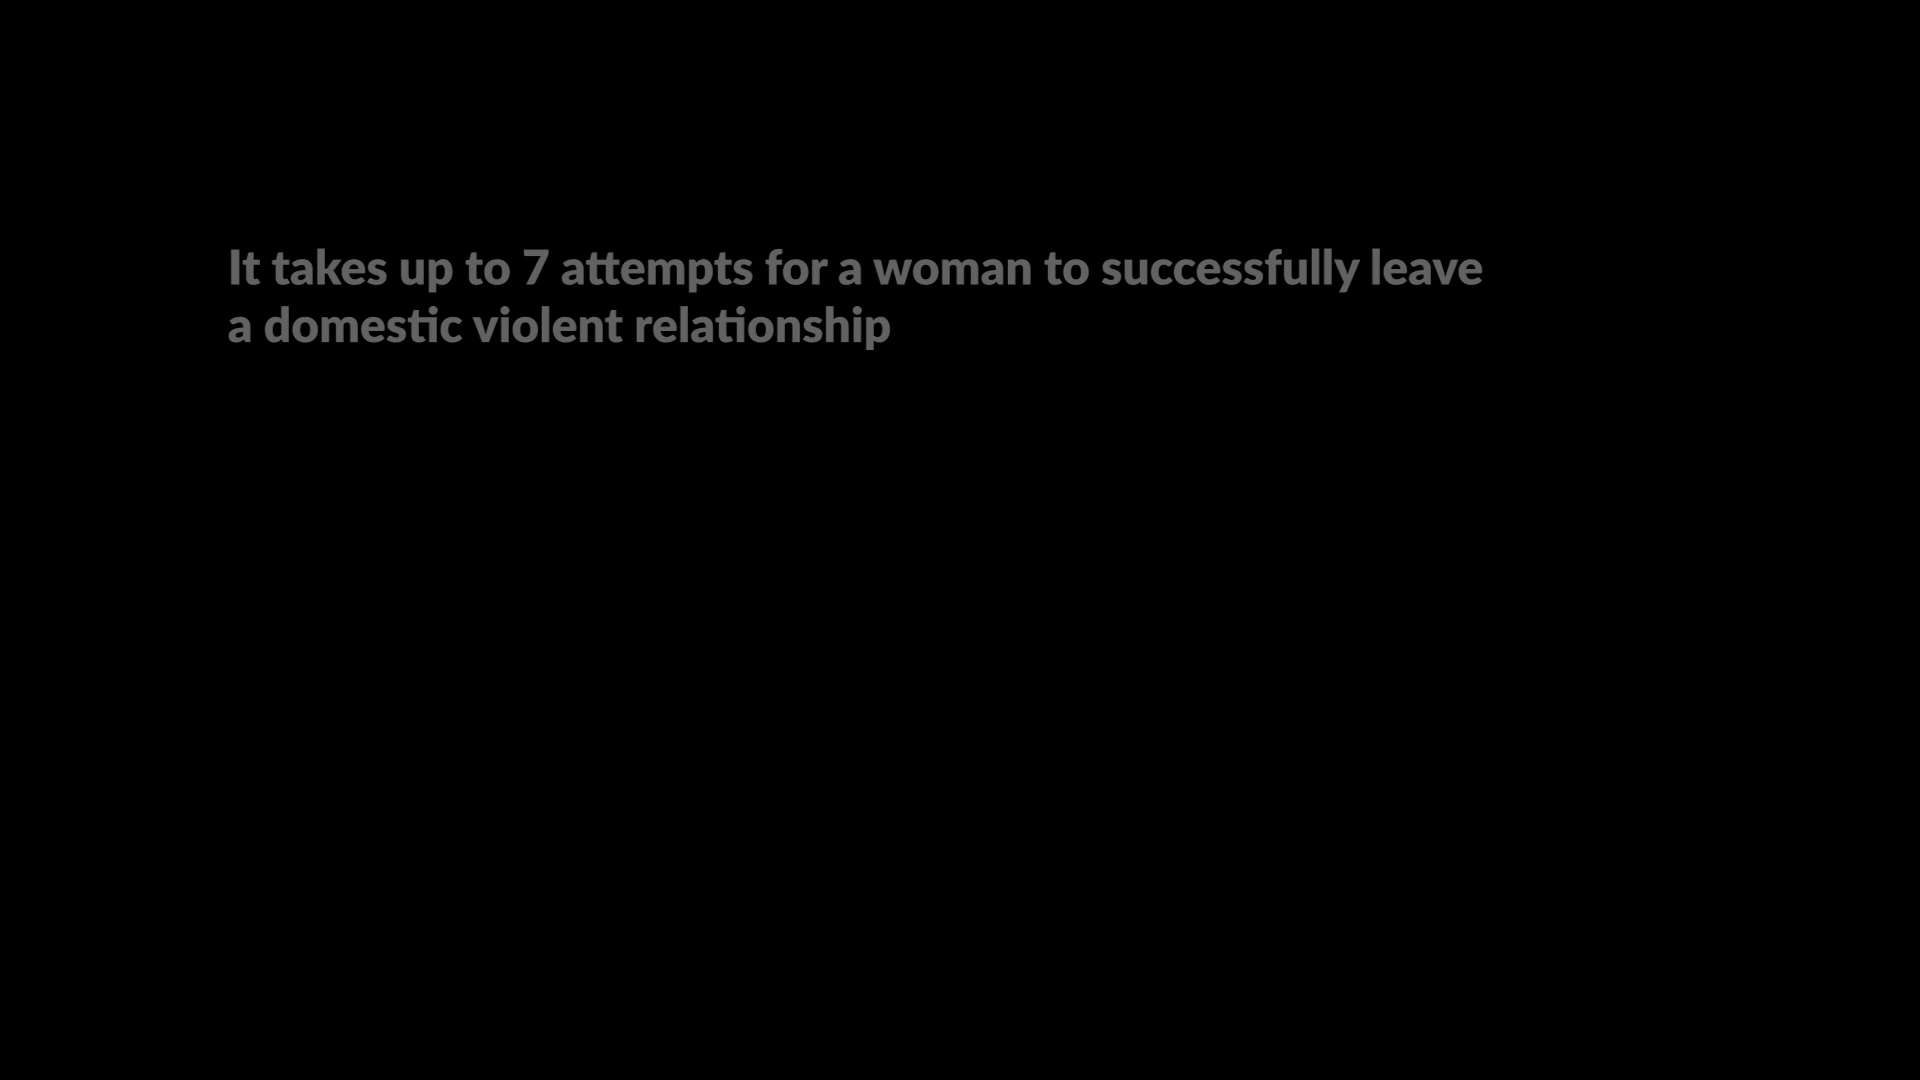 It takes up to 7 attempts for a woman to successfully leave
a domestic violent relationship